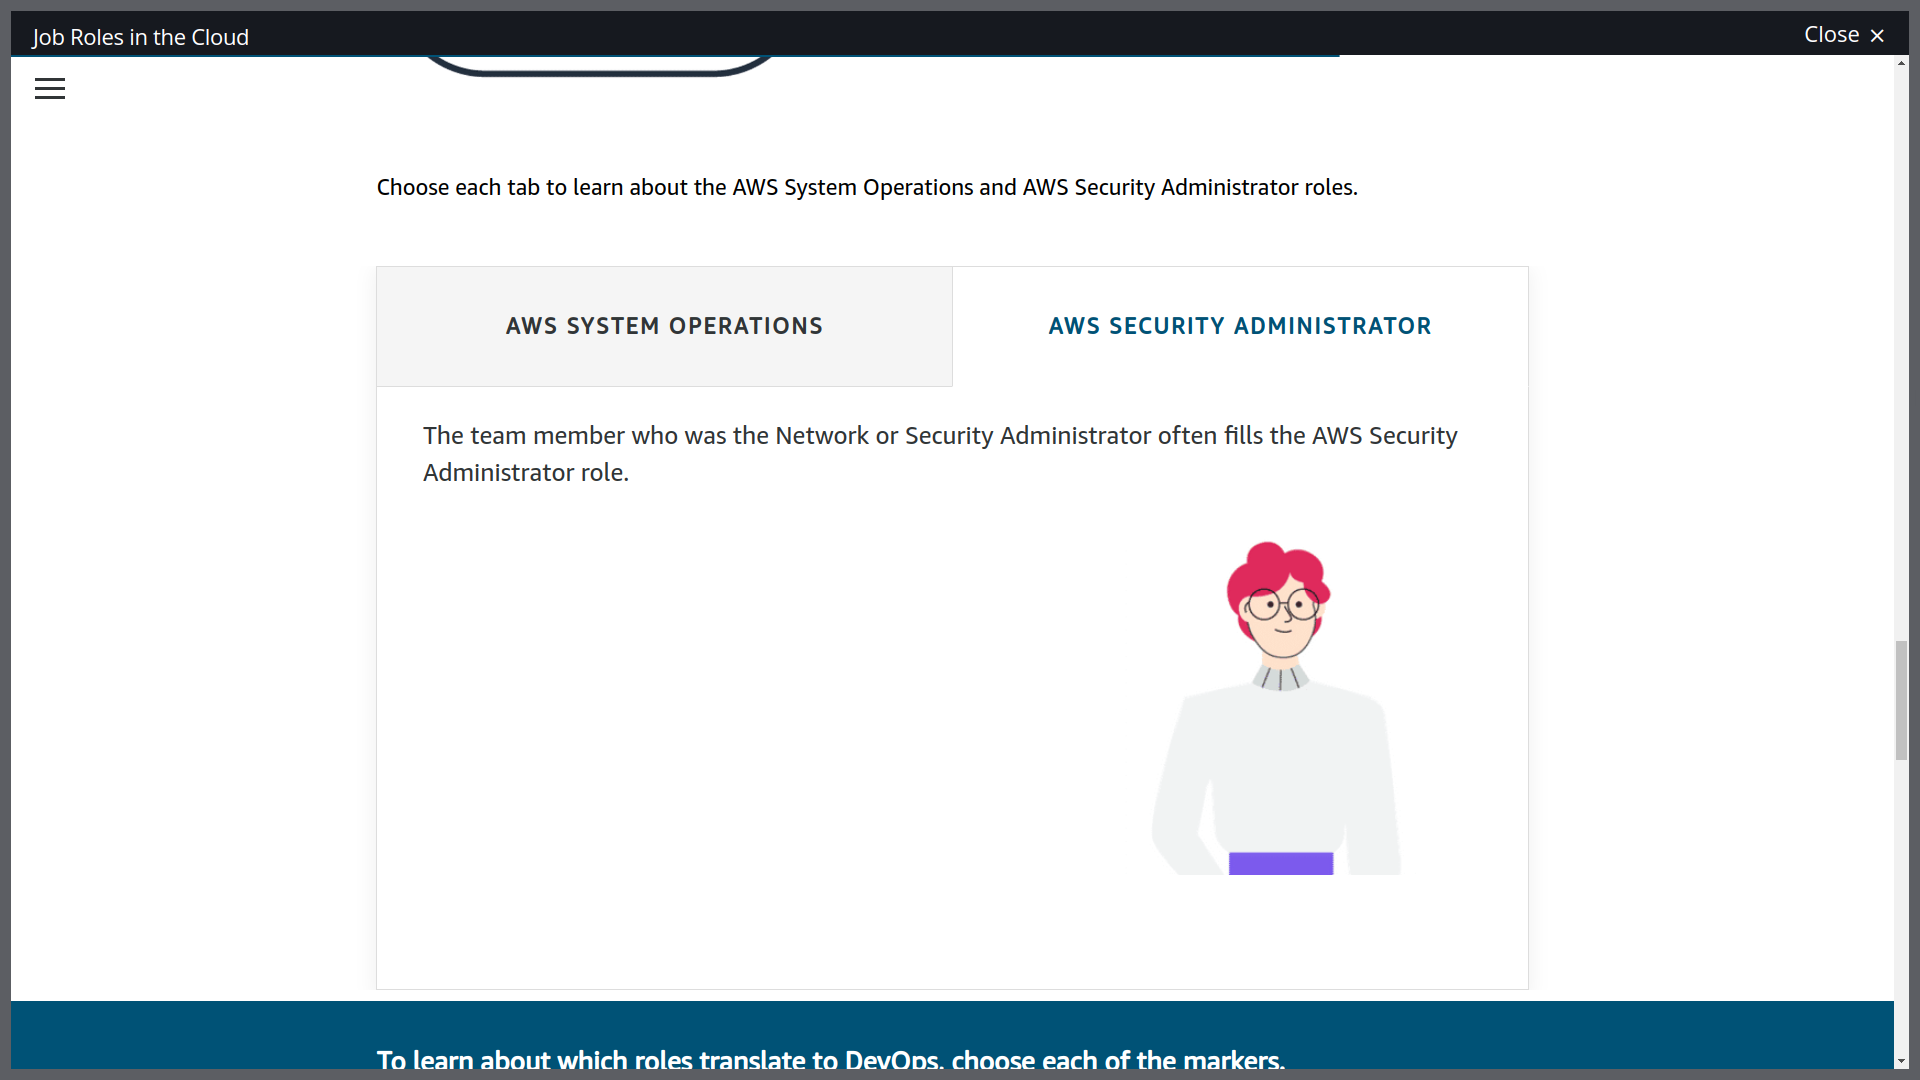 Job Roles in the Cloud
Close ×
Choose each tab to learn about the AWS System Operations and AWS Security Administrator roles.
AWS SYSTEM OPERATIONS
AWS SECURITY ADMINISTRATOR
The team member who was the Network or Security Administrator often fills the AWS Security
Administrator role.
To learn about which roles translate to DevOps, choose each of the markers.